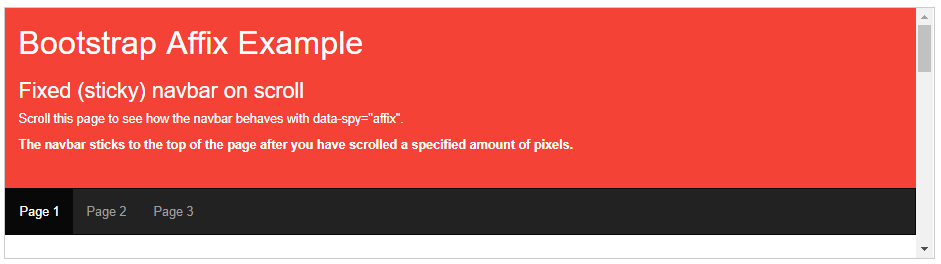 Bootstrap Affix Example
Fixed (sticky) navbar on scroll
Scroll this page to see how the navbar behaves with data-spy="affix".
The navbar sticks to the top of the page after you have scrolled a specified amount of pixels.
Page 1 Page 2 Page 3